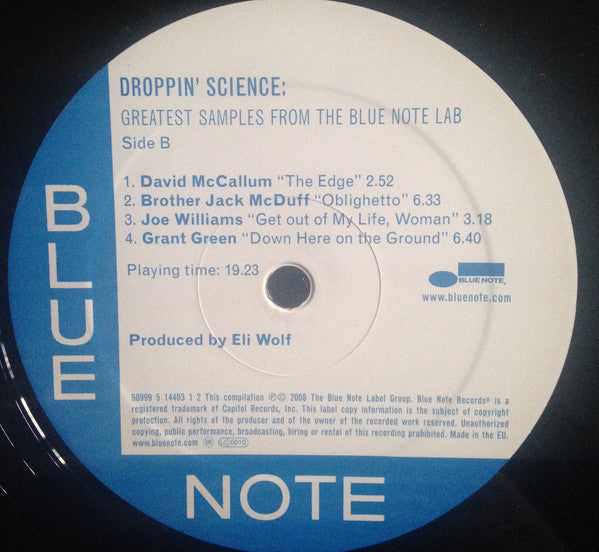 DROPPIN' SCIENCE:
GREATEST SAMPLES FROM THE BLUE NOTE LAB
Side B
1. David McCallum "The Edge" 2.52
2. Brother Jack McDuff "Oblighetto" 6.33
3. Joe Williams "Get out of My Life, Woman" 3.18
4. Grant Green "Down Here on the Ground" 6.40
Playing time: 19.23
BLUE NOTE.
www.bluenote.com
Produced by Eli Wolf
50999 5 14403 1 2 This compilation ℗© 2008 The Blue Note Label Group. Blue Note Records® is a
registered trademark of Capitol Records, Inc. This label copy information is the subject of copyright
protection. All rights of the producer and of the owner of the recorded work reserved. Unauthorized
copying, public performance, broadcasting, hiring or rental of this recording prohibited. Made in the EU.
www.bluenote.com LC 0019
BLUE
NOTE